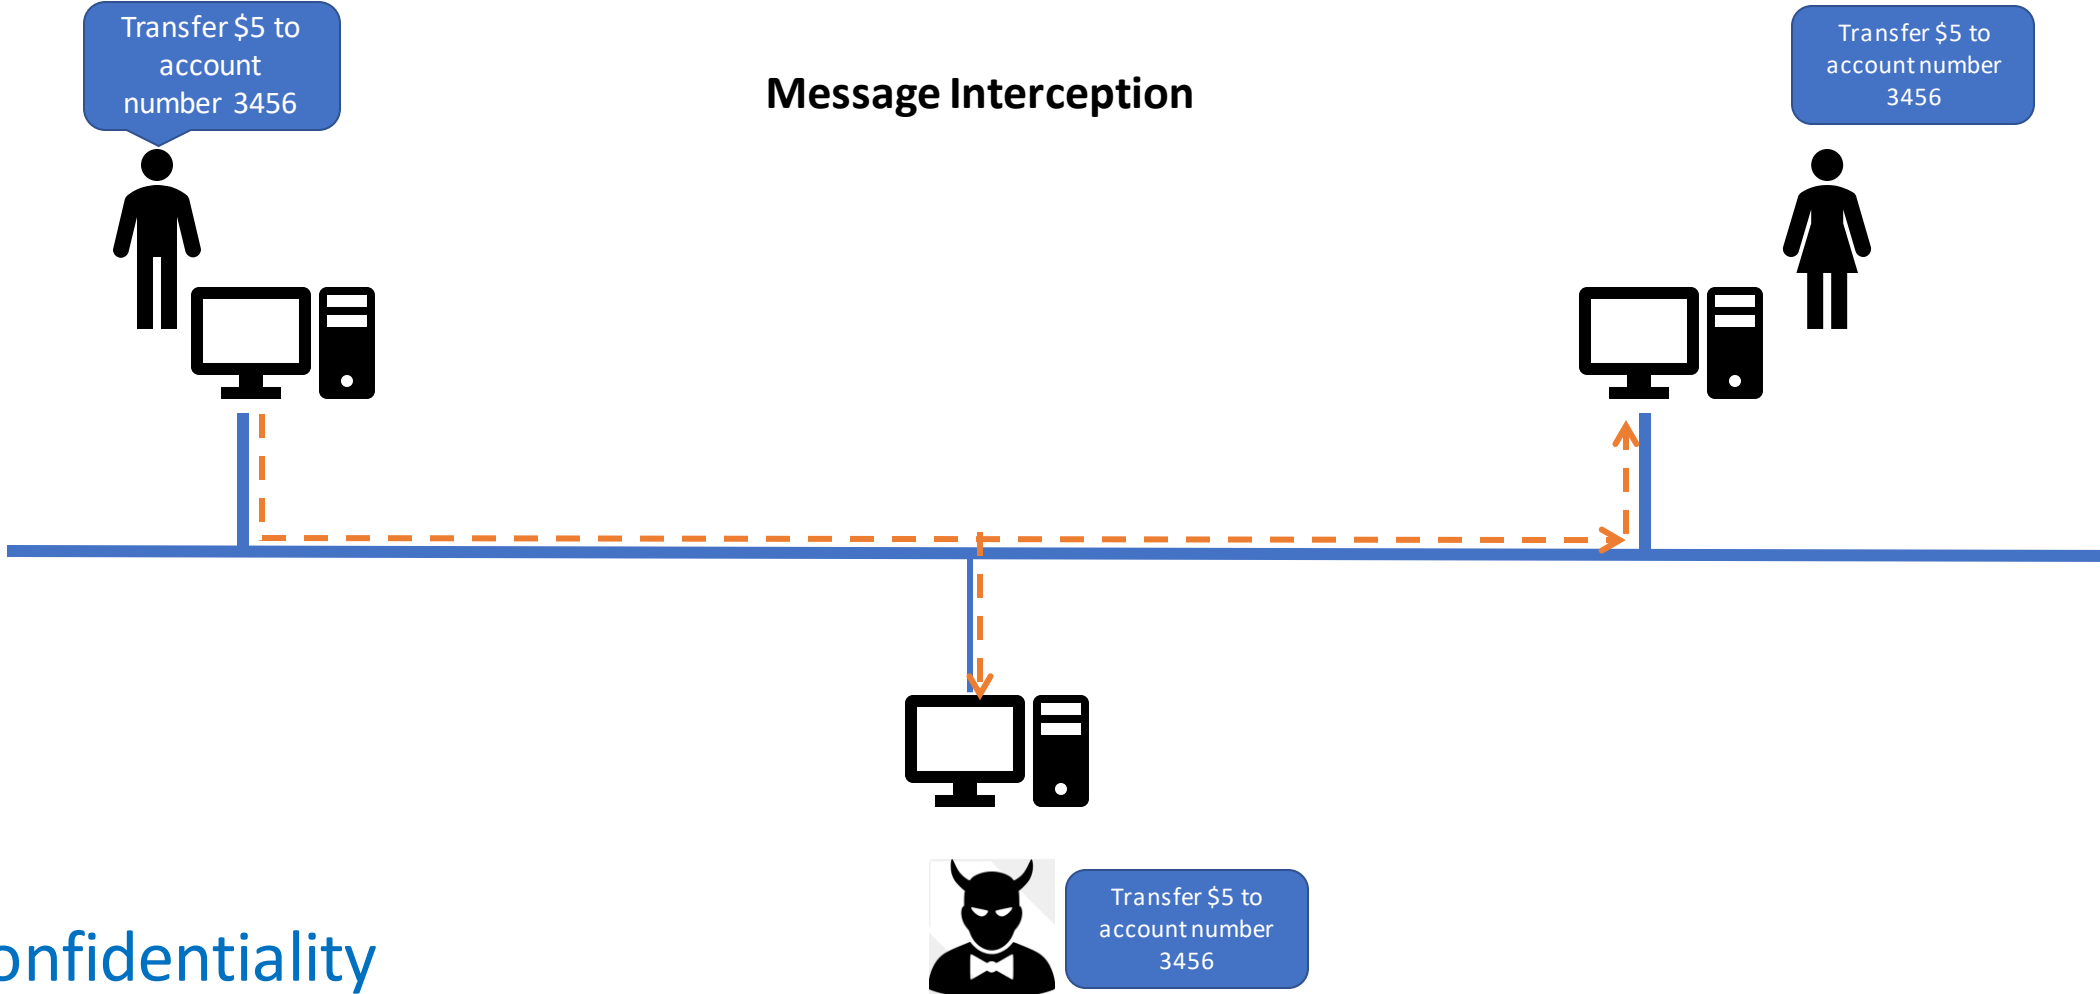 Transfer $5 to
account
number 3456
Message Interception
Transfer $5 to
account number
3456
Transfer $5 to
account number
3456
onfidentiality